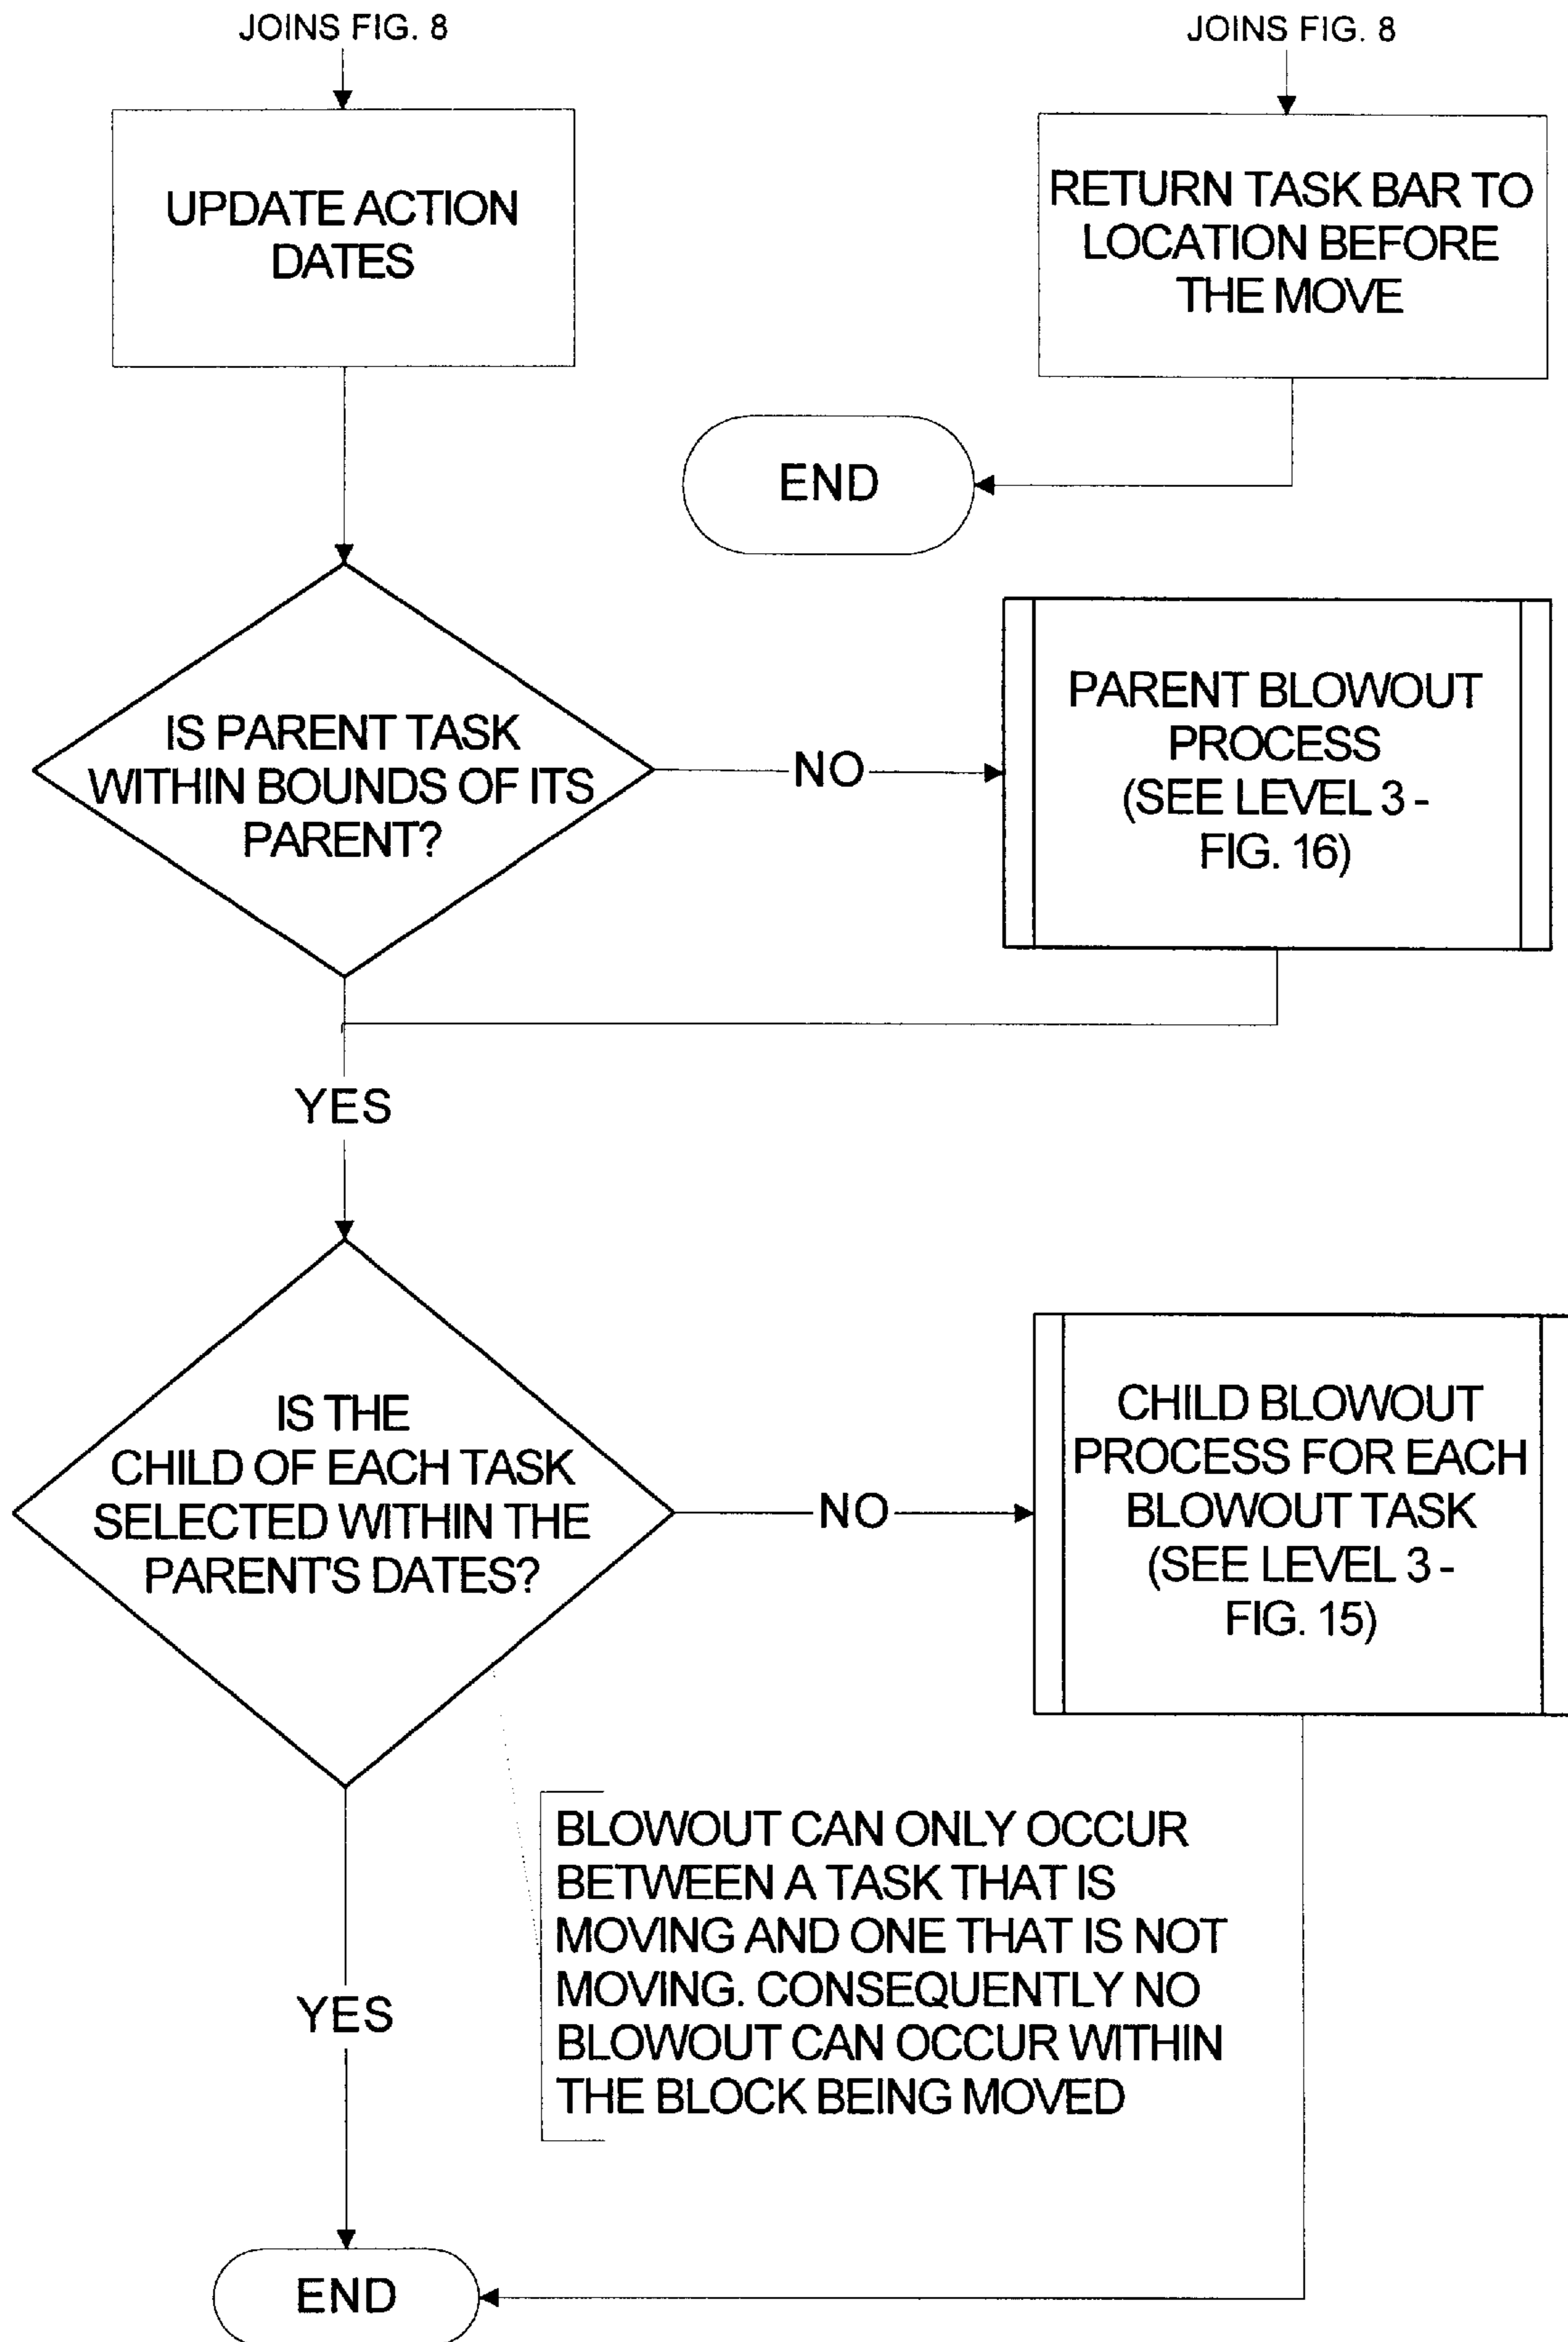 JOINS FIG. 8
JOINS FIG. 8
UPDATE ACTION
DATES
RETURN TASK BAR TO
LOCATION BEFORE
THE MOVE
END
IS PARENT TASK
WITHIN BOUNDS OF ITS
PARENT?
NO
PARENT BLOWOUT
PROCESS
(SEE LEVEL 3 -
FIG. 16)
YES
IS THE
CHILD OF EACH TASK
SELECTED WITHIN THE
PARENT'S DATES?
NO
CHILD BLOWOUT
PROCESS FOR EACH
BLOWOUT TASK
(SEE LEVEL 3 -
FIG. 15)
BLOWOUT CAN ONLY OCCUR
BETWEEN A TASK THAT IS
MOVING AND ONE THAT IS NOT
MOVING. CONSEQUENTLY NO
BLOWOUT CAN OCCUR WITHIN
THE BLOCK BEING MOVED
YES
END